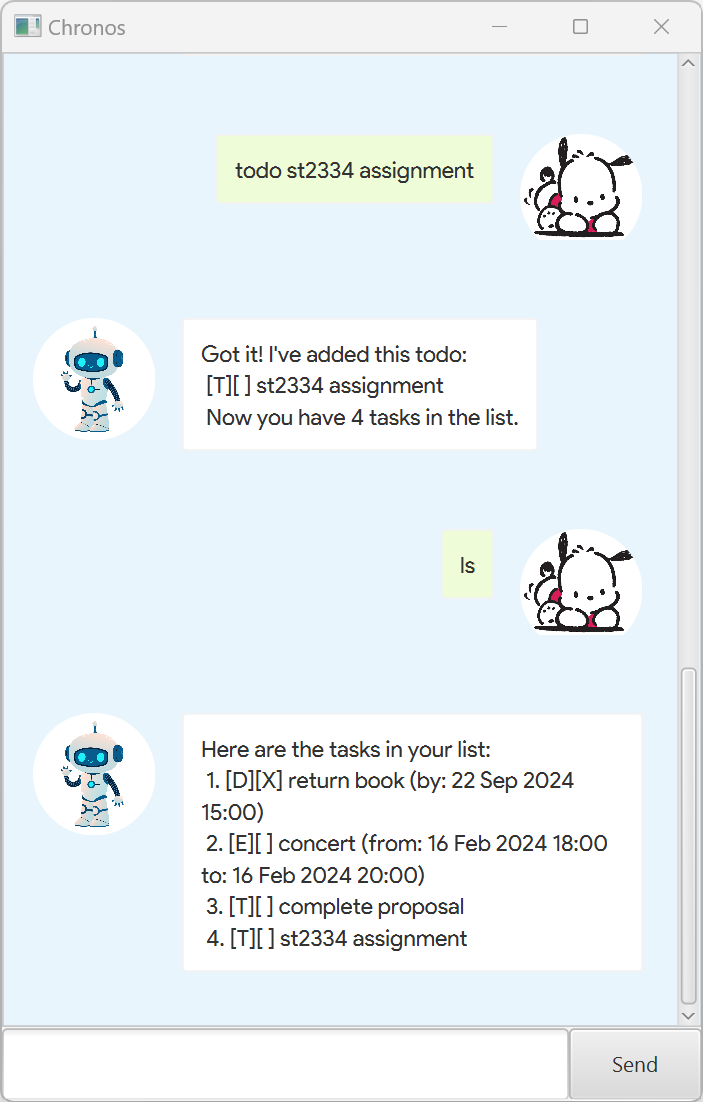 Chronos
todo st2334 assignment
Got it! I've added this todo:
[T][ ] st2334 assignment
Now you have 4 tasks in the list.
ls
Here are the tasks in your list:
1. [D][X] return book (by: 22 Sep 2024
15:00)
2. [E][ ] concert (from: 16 Feb 2024 18:00
to: 16 Feb 2024 20:00)
3. [T][ ] complete proposal
4. [T][ ] st2334 assignment
Send